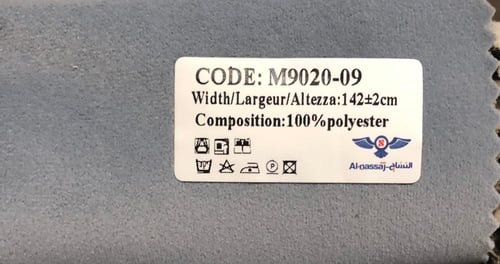 CODE: M9020-09
Width/Largeur/Altezza:142±2cm
Composition:100%polyester
Al-nassaj-النساج